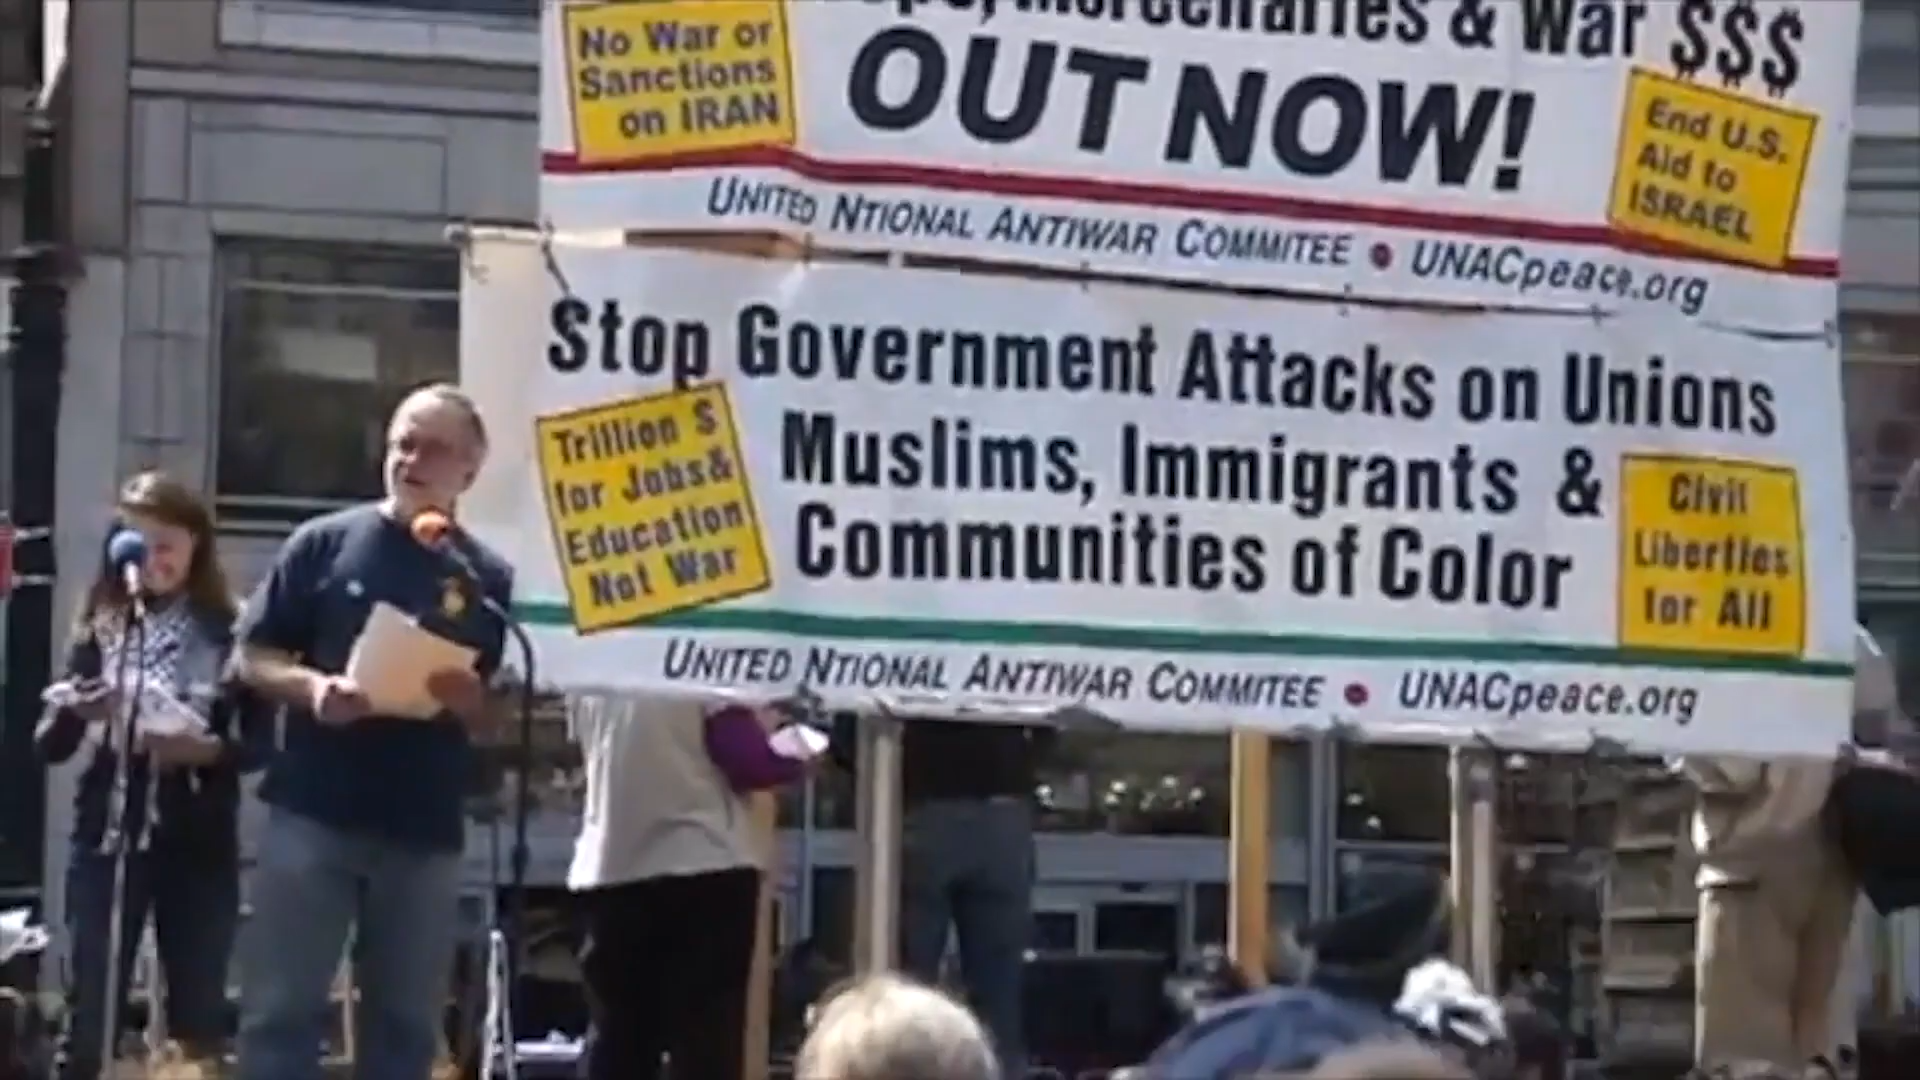 Mercenaries & War $$$
OUT NOW!
No War or
Sanctions
on IRAN
End U.S.
Aid to
ISRAEL
UNITED NTIONAL ANTIWAR COMMITEE • UNACpeace.org
Stop Government Attacks on Unions
Muslims, Immigrants &
Communities of Color
Trillion $
for Jobs&
Education
Not War
Civil
Liberties
for All
UNITED NTIONAL ANTIWAR COMMITEE • UNACpeace.org